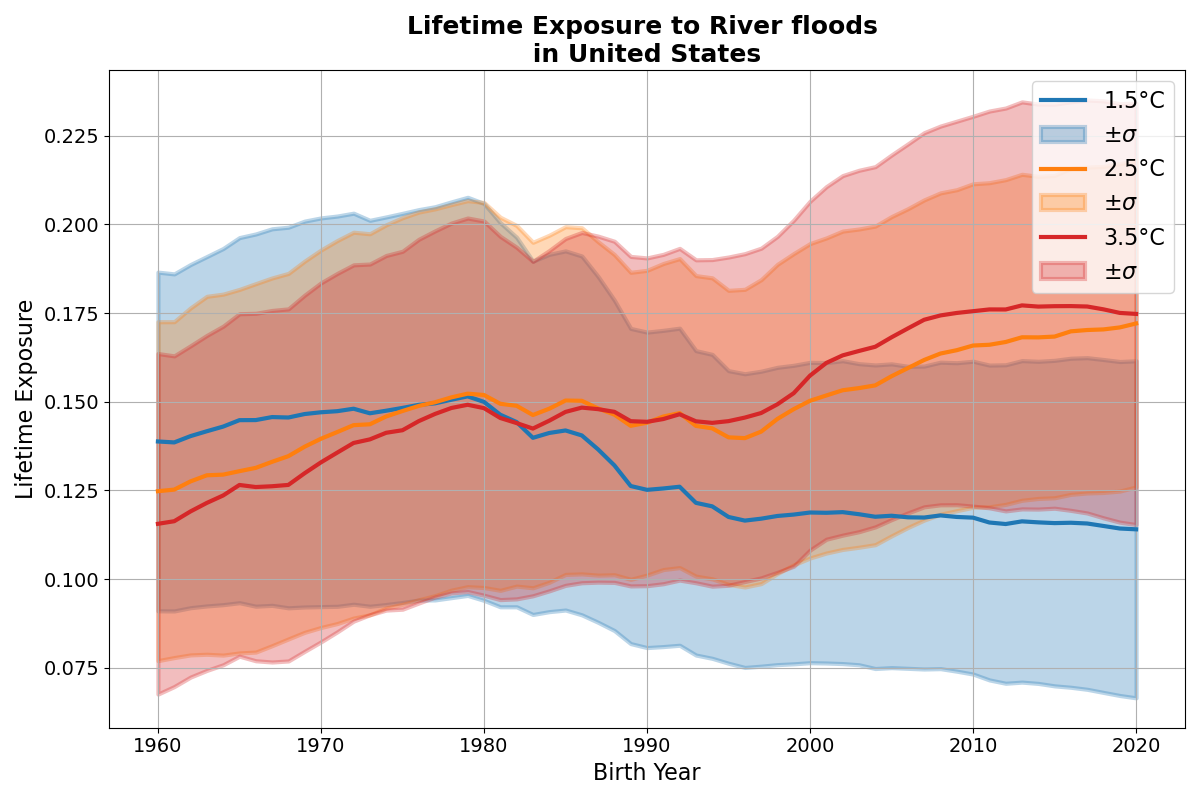 Lifetime Exposure to River floods
in United States
Lifetime Exposure
0.225
0.200
0.175
0.150
0.125
0.100
0.075
1960
1970
1980
1990
2000
2010
2020
Birth Year
1.5°C
±σ
2.5°C
±σ
3.5°C
±σ